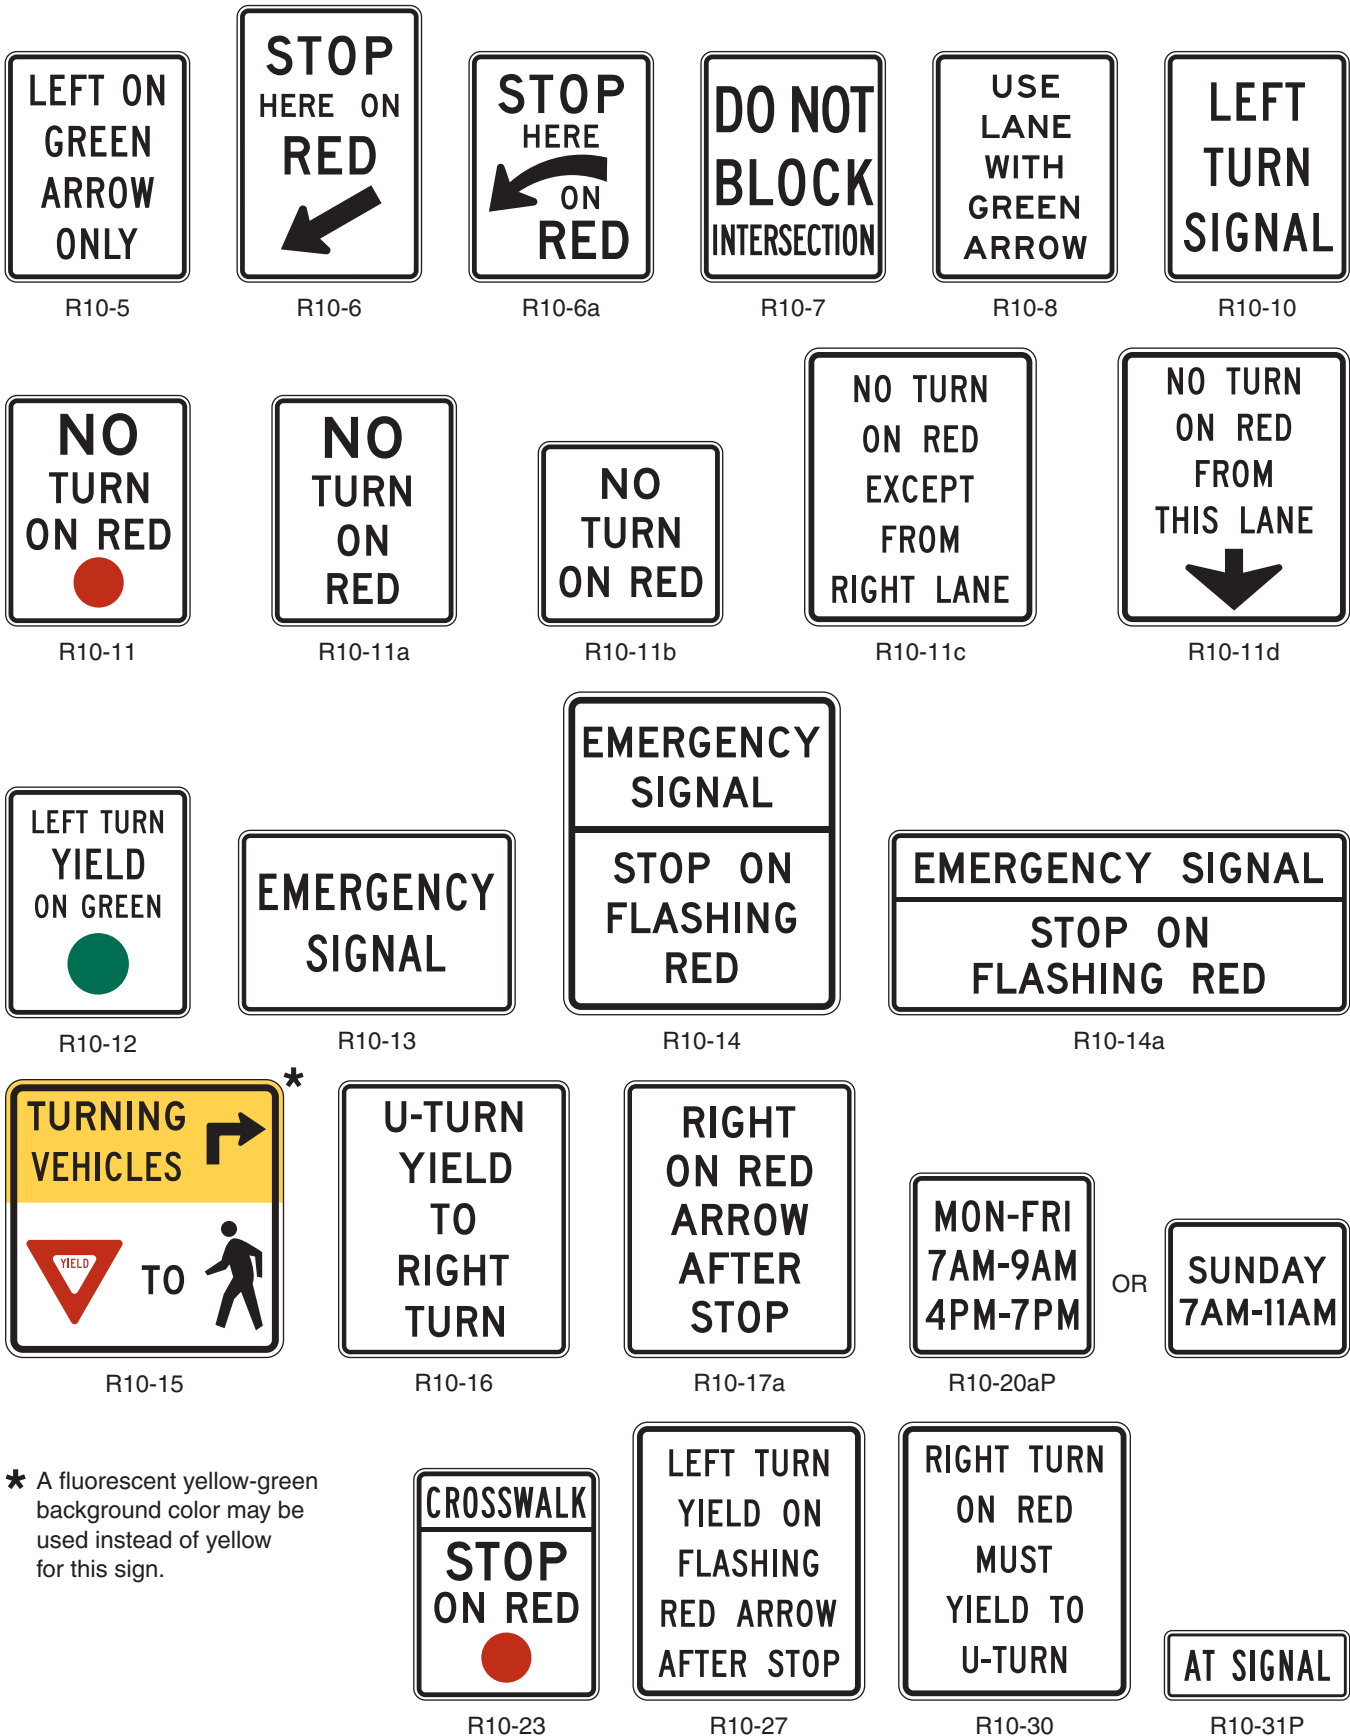 LEFT ON
GREEN
ARROW
ONLY
R10-5
STOP
HERE ON
RED
R10-6
STOP
HERE
ON
RED
R10-6a
DO NOT
BLOCK
INTERSECTION
R10-7
USE
LANE
WITH
GREEN
ARROW
R10-8
LEFT
TURN
SIGNAL
R10-10
NO
TURN
ON RED
R10-11
NO
TURN
ON
RED
R10-11a
NO
TURN
ON RED
R10-11b
NO TURN
ON RED
EXCEPT
FROM
RIGHT LANE
R10-11c
NO TURN
ON RED
FROM
THIS LANE
R10-11d
LEFT TURN
YIELD
ON GREEN
R10-12
EMERGENCY
SIGNAL
R10-13
EMERGENCY
SIGNAL
STOP ON
FLASHING
RED
R10-14
EMERGENCY SIGNAL
STOP ON
FLASHING RED
R10-14a
TURNING
VEHICLES
YIELD
TO
*
R10-15
U-TURN
YIELD
TO
RIGHT
TURN
R10-16
RIGHT
ON RED
ARROW
AFTER
STOP
R10-17a
MON-FRI
7AM-9AM
4PM-7PM
R10-20aP
OR
SUNDAY
7AM-11AM
* A fluorescent yellow-green
background color may be
used instead of yellow
for this sign.
CROSSWALK
STOP
ON RED
R10-23
LEFT TURN
YIELD ON
FLASHING
RED ARROW
AFTER STOP
R10-27
RIGHT TURN
ON RED
MUST
YIELD TO
U-TURN
R10-30
AT SIGNAL
R10-31P